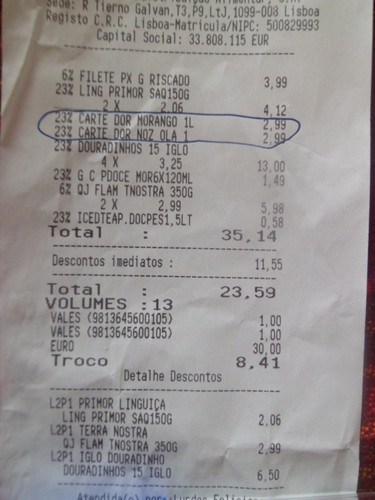 Sede: R Tierno Galvan,T3,P9,LtJ,1099-008 Lisboa
Registo C.R.C. Lisboa-Matricula/NIPC: 500829993
Capital Social: 33.808.115 EUR
6% FILETE PX G RISCADO 3,99
23% LING PRIMOR SAQ150G
2 X 2,06 4,12
23% CARTE DOR MORANGO 1L 2,99
23% CARTE DOR NOZ OLA 1 2,99
23% DOURADINHOS 15 IGLO
4 X 3,25 13,00
23% G C PDOCE MOR6X120ML 1,49
6% QJ FLAM TNOSTRA 350G
2 X 2,99 5,98
23% ICEDTEAP.DOCPES1,5LT 0,58
Total : 35,14
Descontos imediatos : 11,55
Total : 23,59
VOLUMES :13
VALES (9813645600105) 1,00
VALES (9813645600105) 1,00
EURO 30,00
Troco 8,41
Detalhe Descontos
L2P1 PRIMOR LINGUIÇA
LING PRIMOR SAQ150G 2,06
L2P1 TERRA NOSTRA
QJ FLAM TNOSTRA 350G 2,99
L2P1 IGLO DOURADINHO
DOURADINHOS 15 IGLO 6,50